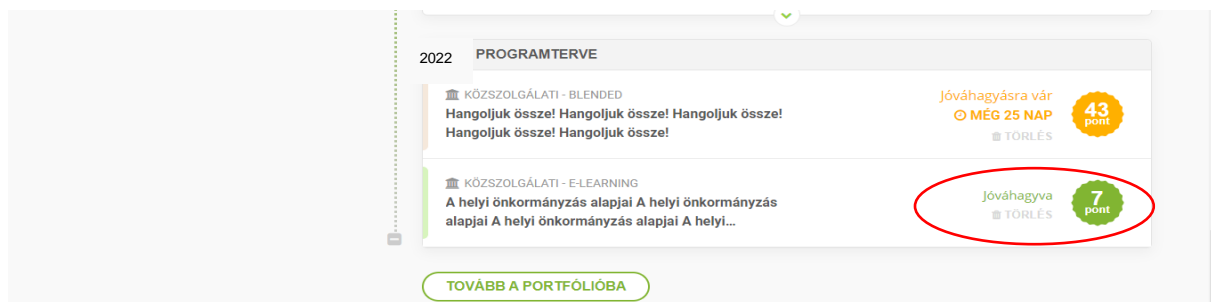 2022 PROGRAMTERVE
KÖZSZOLGÁLATI - BLENDED
Hangoljuk össze! Hangoljuk össze! Hangoljuk össze!
Hangoljuk össze! Hangoljuk össze!
Jóváhagyásra vár
MÉG 25 NAP
TÖRLÉS
43
pont
KÖZSZOLGÁLATI - E-LEARNING
A helyi önkormányzás alapjai A helyi önkormányzás
alapjai A helyi önkormányzás alapjai A helyi...
Jóváhagyva
TÖRLÉS
7
pont
TOVÁBB A PORTFÓLIÓBA